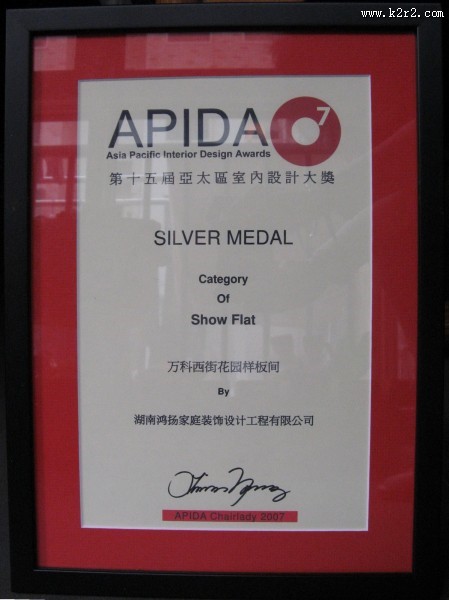 www.k2r2.com
APIDA 7
Asia Pacific Interior Design Awards
第十五屆亞太區室內設計大獎
SILVER MEDAL
Category
Of
Show Flat
万科西街花园样板间
By
湖南鸿扬家庭装饰设计工程有限公司
APIDA Chairlady 2007